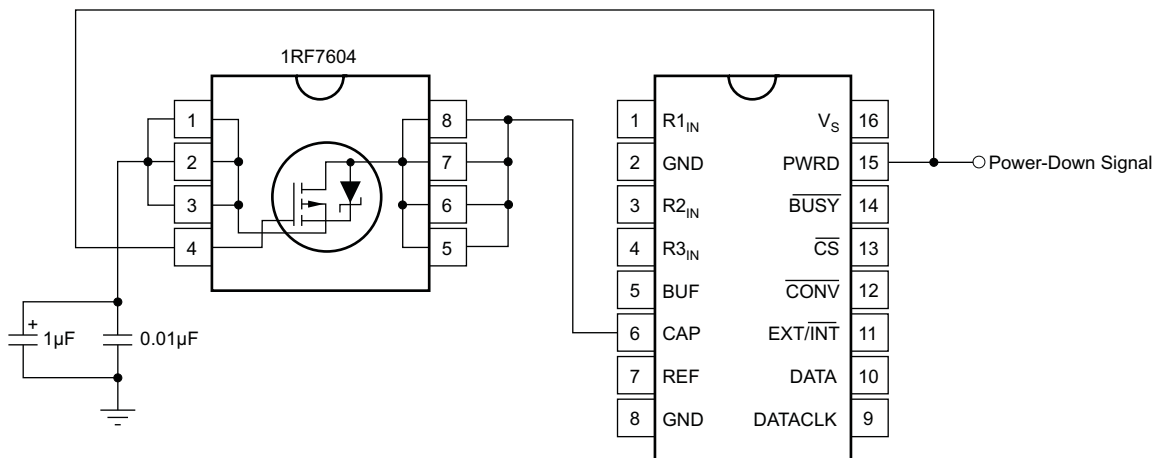 1RF7604
1
2
3
4
8
7
6
5
+
1µF
0.01µF
1 R1IN
2 GND
3 R2IN
4 R3IN
5 BUF
6 CAP
7 REF
8 GND
VS 16
PWRD 15
BUSY 14
CS 13
CONV 12
EXT/INT 11
DATA 10
DATACLK 9
Power-Down Signal